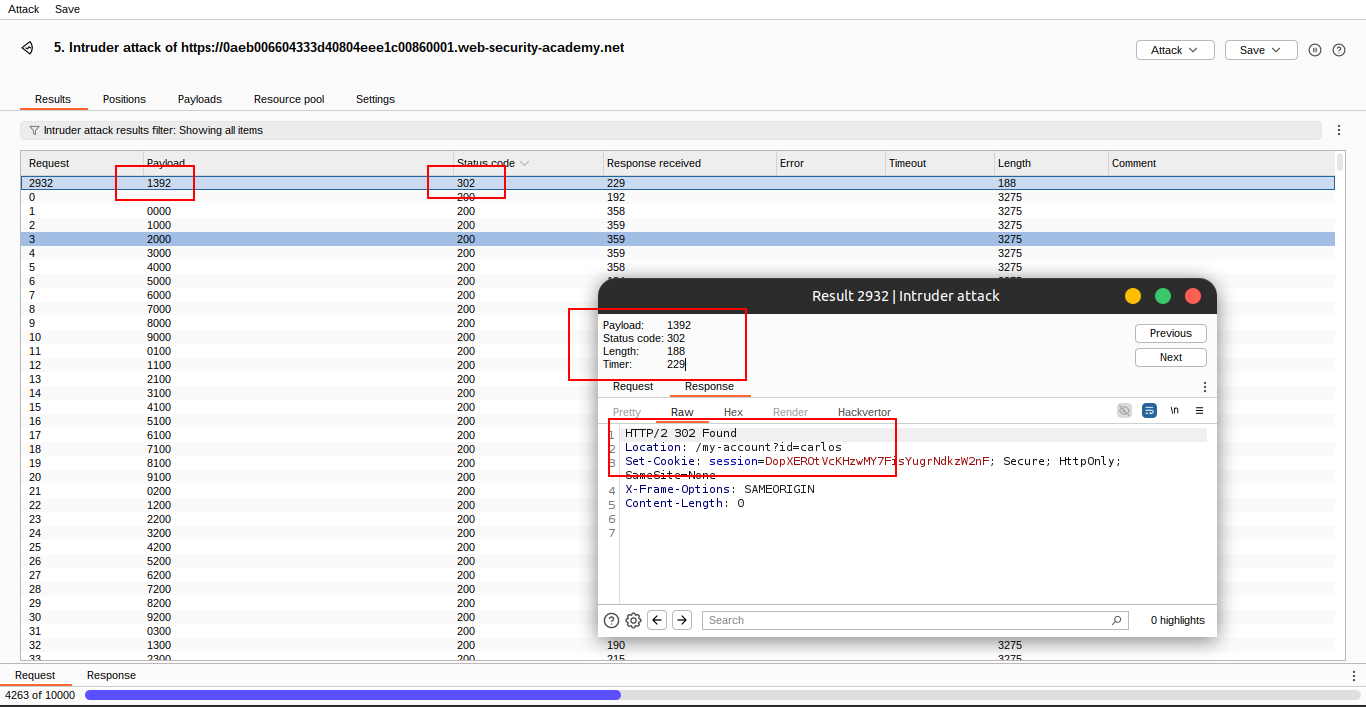 Attack Save
5. Intruder attack of https://0aeb006604333d40804eee1c00860001.web-security-academy.net
Attack Save
Results Positions Payloads Resource pool Settings
Intruder attack results filter: Showing all items
Request Payload Status code Response received Error Timeout Length Comment
2932 1392 302 229 188
0 200 192 3275
1 0000 200 358 3275
2 1000 200 359 3275
3 2000 200 359 3275
4 3000 200 359 3275
5 4000 200 358 3275
6 5000 200
7 6000 200
8 7000 200
9 8000 200
10 9000 200
11 0100 200
12 1100 200
13 2100 200
14 3100 200
15 4100 200
16 5100 200
17 6100 200
18 7100 200
19 8100 200
20 9100 200
21 0200 200
22 1200 200
23 2200 200
24 3200 200
25 4200 200
26 5200 200
27 6200 200
28 7200 200
29 8200 200
30 9200 200
31 0300 200
32 1300 200 190 3275
33 2300 200 215 3275
Result 2932 | Intruder attack
Payload: 1392
Status code: 302
Length: 188
Timer: 229
Previous
Next
Request Response
Pretty Raw Hex Render Hackvertor
\n
1 HTTP/2 302 Found
2 Location: /my-account?id=carlos
3 Set-Cookie: session=DopXEROtVcKHzwMY7FisYugrNdkzW2nF; Secure; HttpOnly;
SameSite=None
4 X-Frame-Options: SAMEORIGIN
5 Content-Length: 0
6
7
Search 0 highlights
Request Response
4263 of 10000